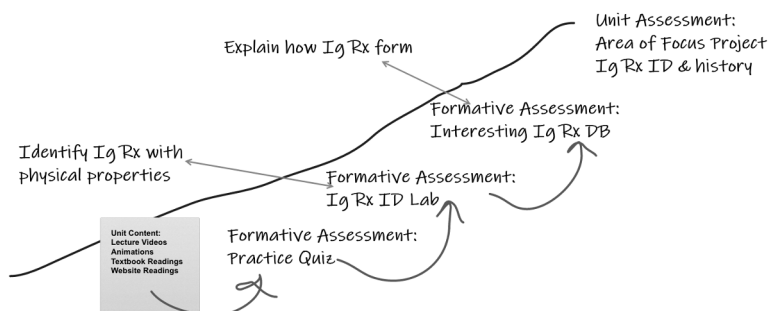 Unit Assessment:
Area of Focus Project
Ig Rx ID & history
Explain how Ig Rx form
Formative Assessment:
Interesting Ig Rx DB
Identify Ig Rx with
physical properties
Formative Assessment:
Ig Rx ID Lab
Formative Assessment:
Practice Quiz
Unit Content:
Lecture Videos
Animations
Textbook Readings
Website Readings